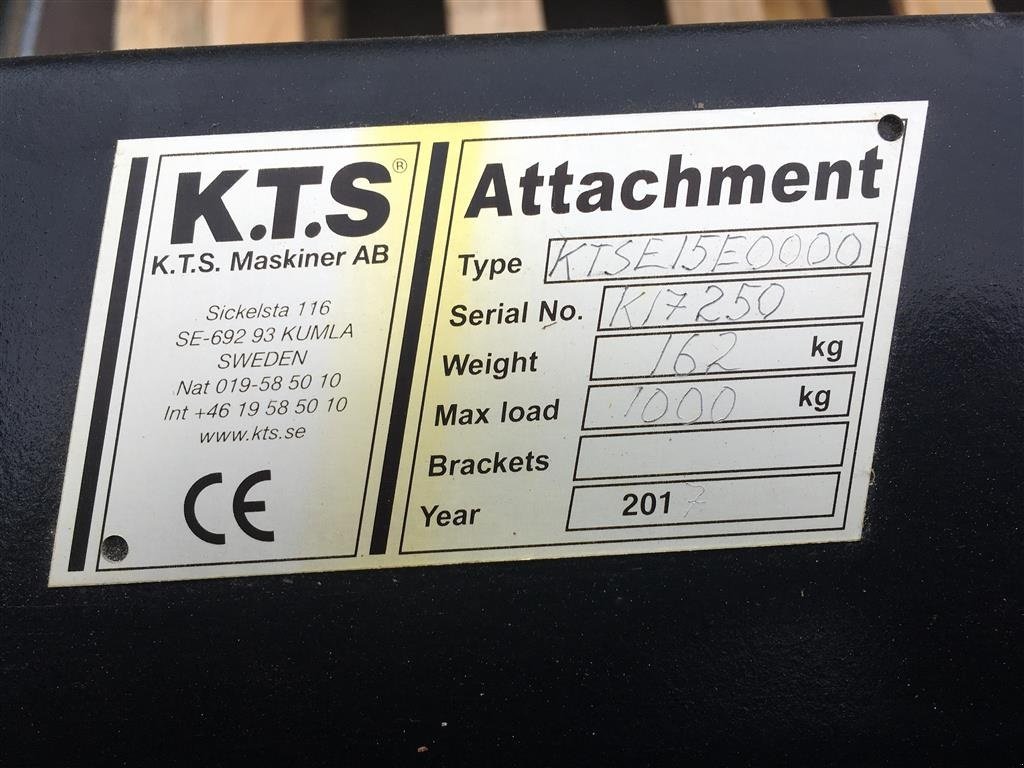 K.T.S®
K.T.S. Maskiner AB
Sickelsta 116
SE-692 93 KUMLA
SWEDEN
Nat 019-58 50 10
Int +46 19 58 50 10
www.kts.se
CE
Attachment
Type KTSE15E0000
Serial No. K17250
Weight 162 kg
Max load 1000 kg
Brackets
Year 2017